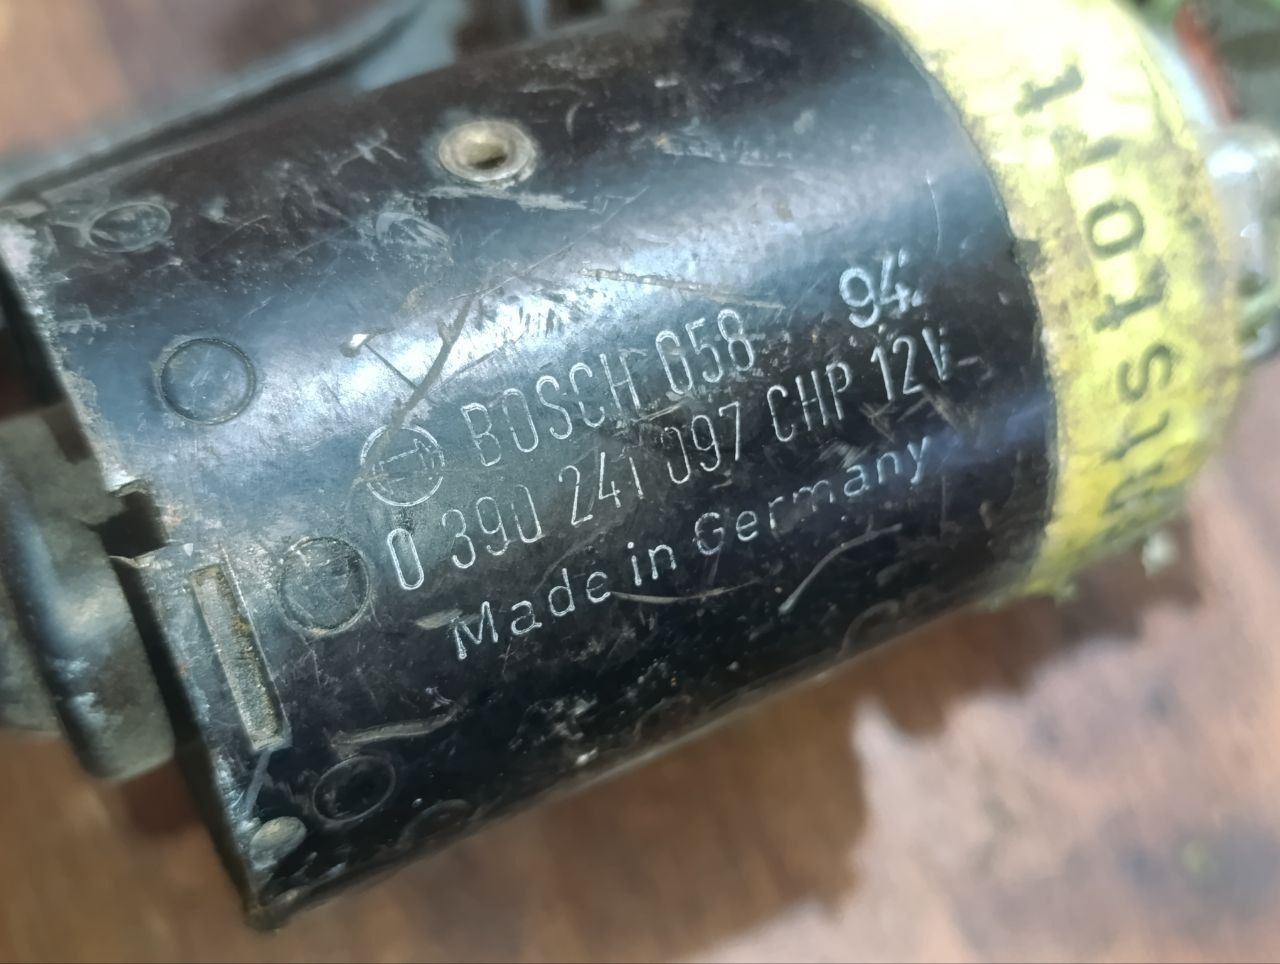 94
BOSCH 058
0 390 241 097 CHP 12V
Made in Germany